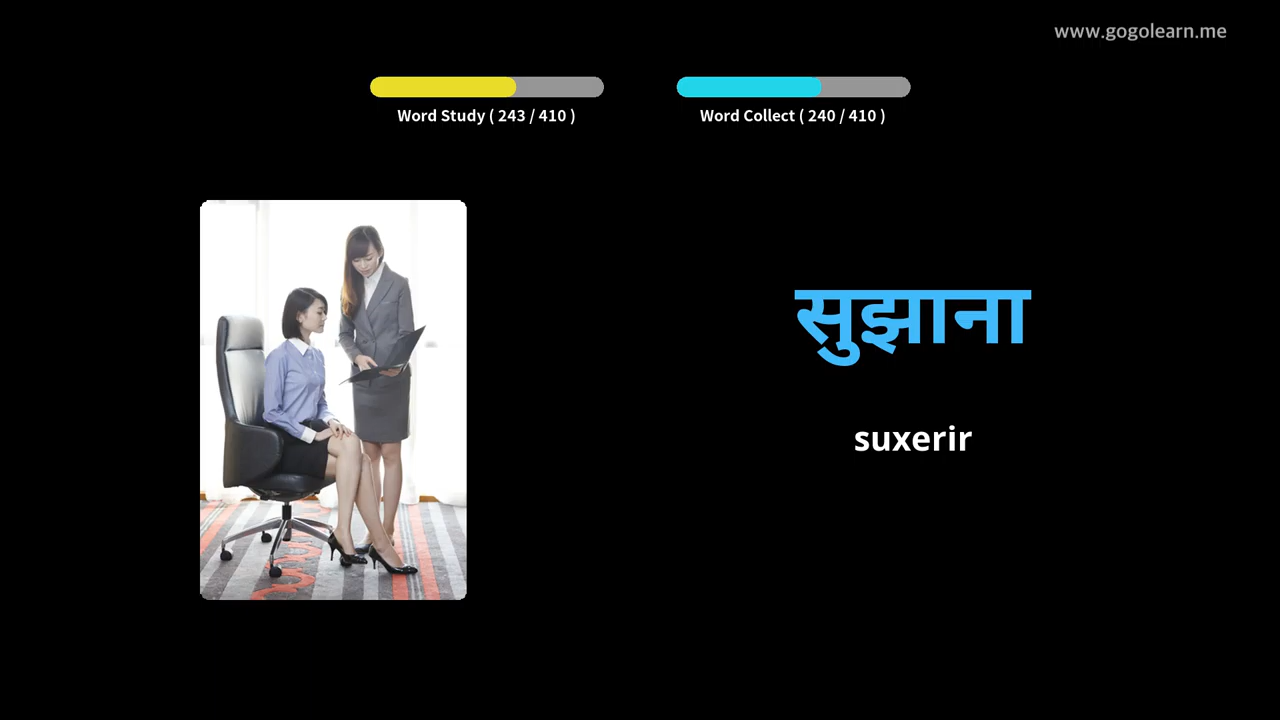 www.gogolearn.me
Word Study ( 243 / 410 )
Word Collect ( 240 / 410 )
सुझाना
suxerir